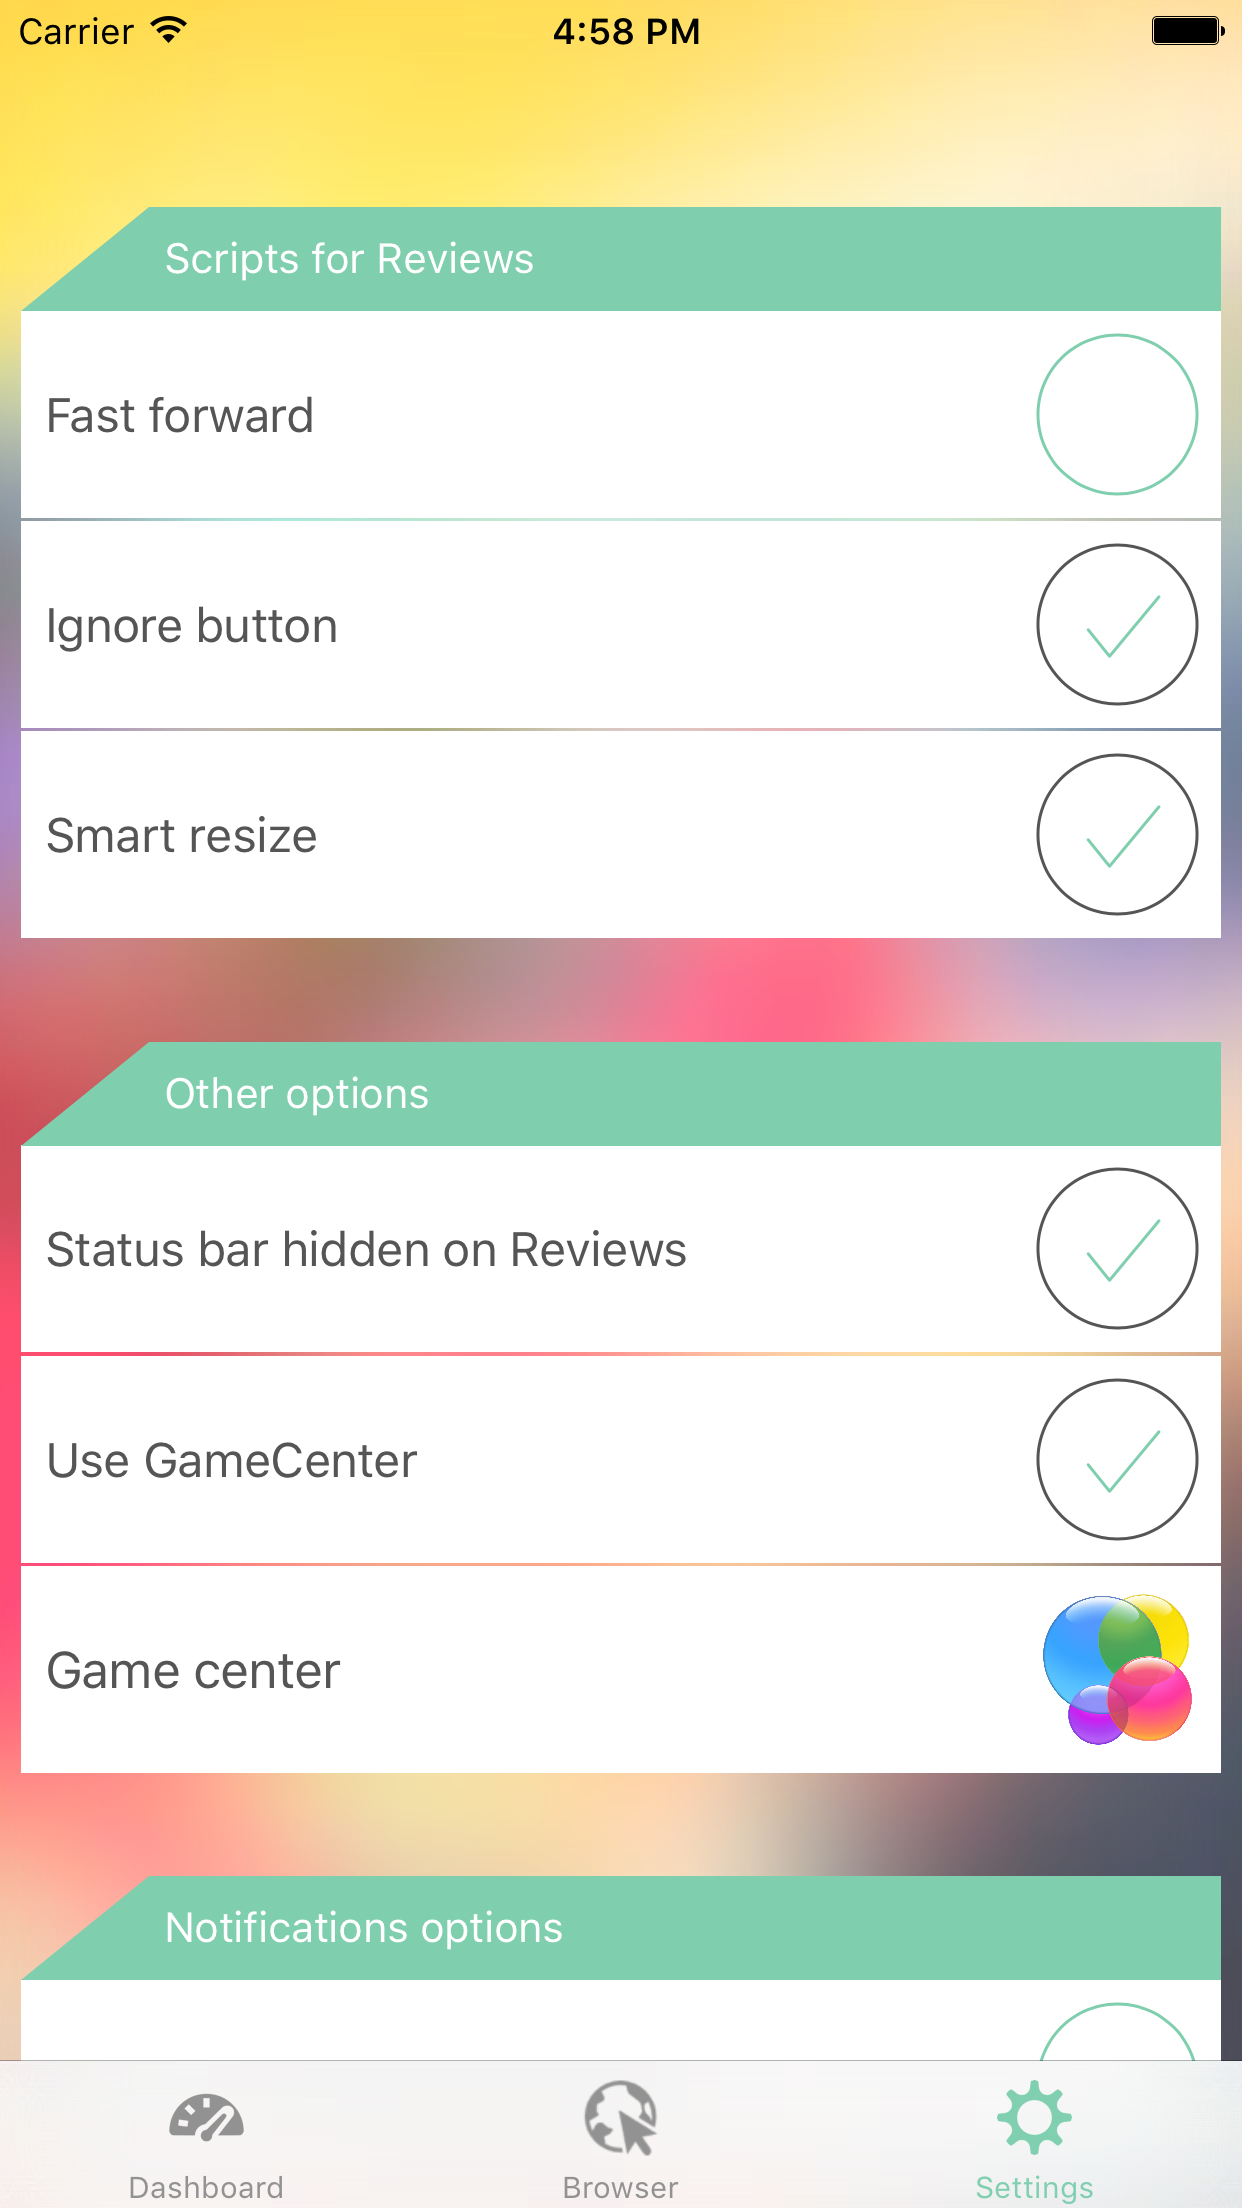 Carrier 4:58 PM
Scripts for Reviews
Fast forward
Ignore button
Smart resize
Other options
Status bar hidden on Reviews
Use GameCenter
Game center
Notifications options
Dashboard Browser Settings